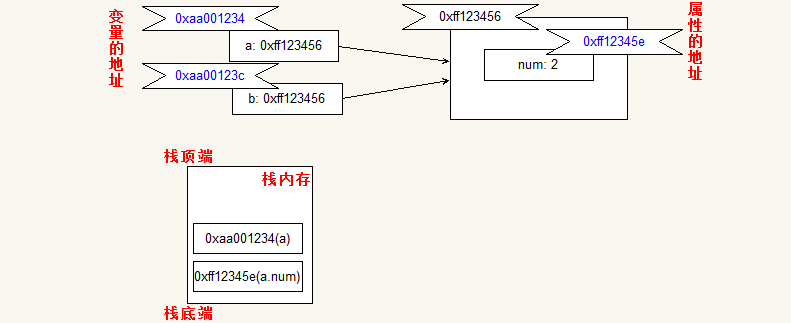 变量的地址
0xaa001234
a: 0xff123456
0xaa00123c
b: 0xff123456
0xff123456
0xff12345e
num: 2
属性的地址
栈顶端
栈内存
0xaa001234(a)
0xff12345e(a.num)
栈底端